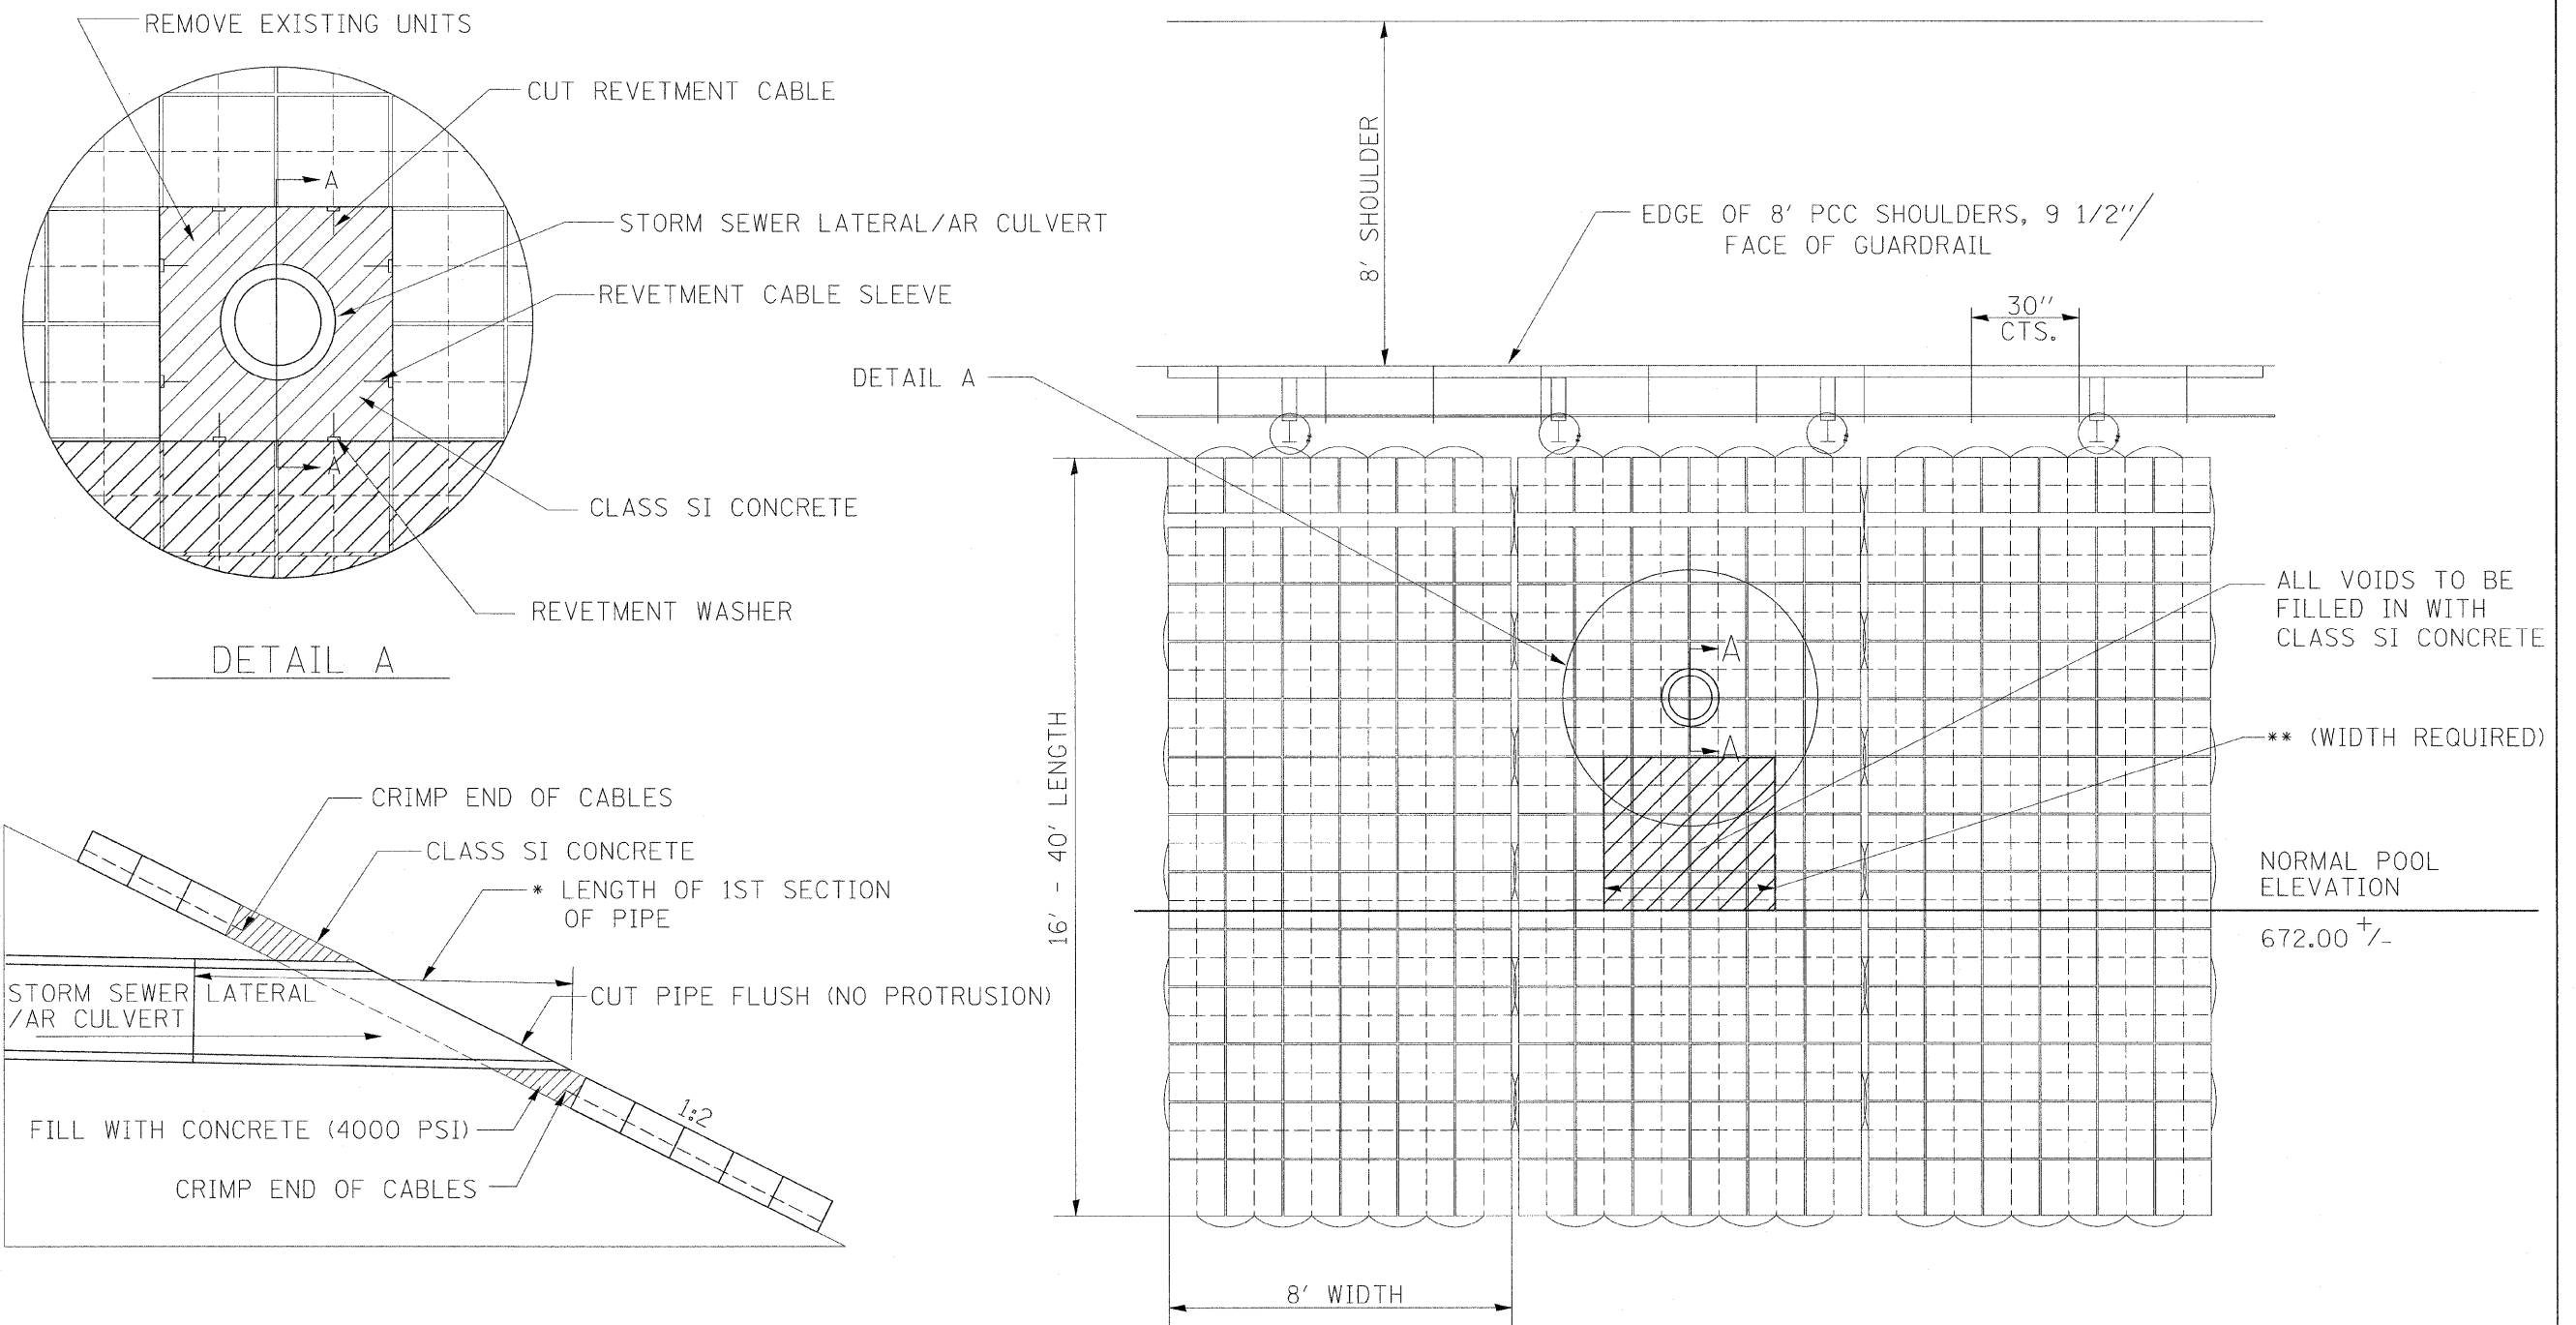 REMOVE EXISTING UNITS
CUT REVETMENT CABLE
A
STORM SEWER LATERAL/AR CULVERT
REVETMENT CABLE SLEEVE
A
CLASS SI CONCRETE
REVETMENT WASHER
DETAIL A
CRIMP END OF CABLES
CLASS SI CONCRETE
* LENGTH OF 1ST SECTION
OF PIPE
STORM SEWER LATERAL
/AR CULVERT
CUT PIPE FLUSH (NO PROTRUSION)
1:2
FILL WITH CONCRETE (4000 PSI)
CRIMP END OF CABLES
8' SHOULDER
EDGE OF 8' PCC SHOULDERS, 9 1/2"/
FACE OF GUARDRAIL
30"
CTS.
DETAIL A
ALL VOIDS TO BE
FILLED IN WITH
CLASS SI CONCRETE
A
A
** (WIDTH REQUIRED)
16' - 40' LENGTH
NORMAL POOL
ELEVATION
672.00 +/-
8' WIDTH